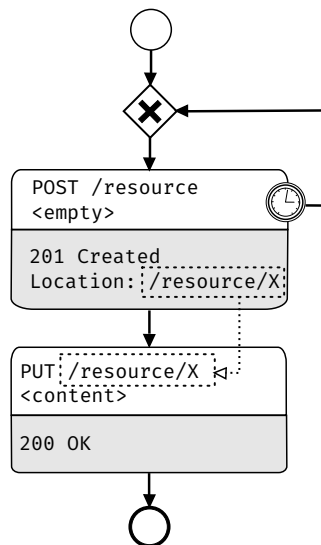 POST /resource
<empty>
201 Created
Location: /resource/X
PUT /resource/X
<content>
200 OK